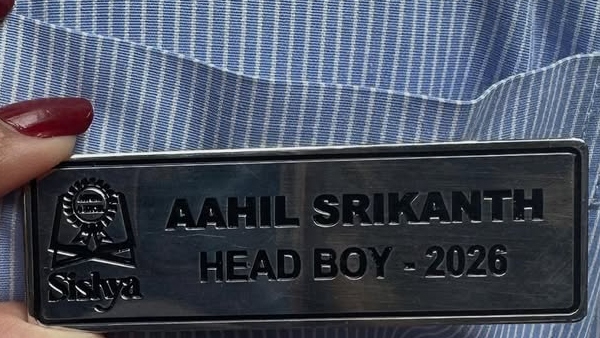 AAHIL SRIKANTH
HEAD BOY - 2026
Sishya